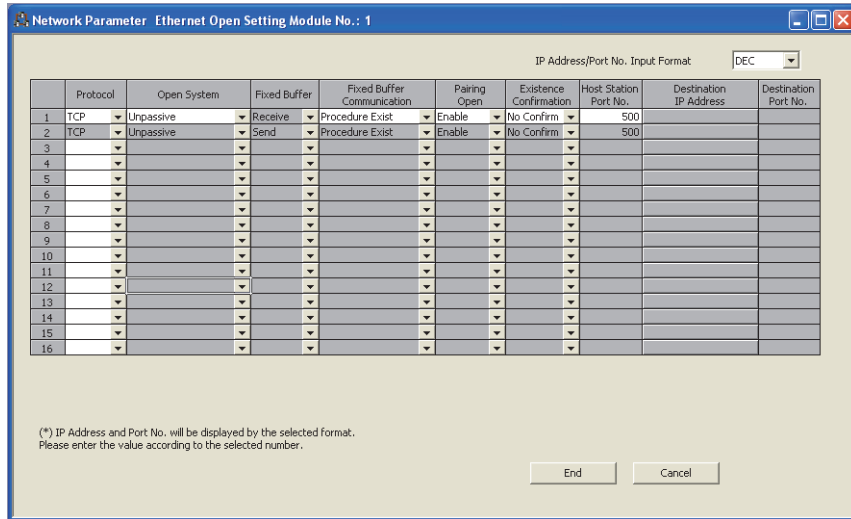 Network Parameter Ethernet Open Setting Module No.: 1
IP Address/Port No. Input Format DEC
Protocol Open System Fixed Buffer Fixed Buffer Communication Pairing Open Existence Confirmation Host Station Port No. Destination IP Address Destination Port No.
1 TCP Unpassive Receive Procedure Exist Enable No Confirm 500
2 TCP Unpassive Send Procedure Exist Enable No Confirm 500
3
4
5
6
7
8
9
10
11
12
13
14
15
16
(*) IP Address and Port No. will be displayed by the selected format.
Please enter the value according to the selected number.
End Cancel